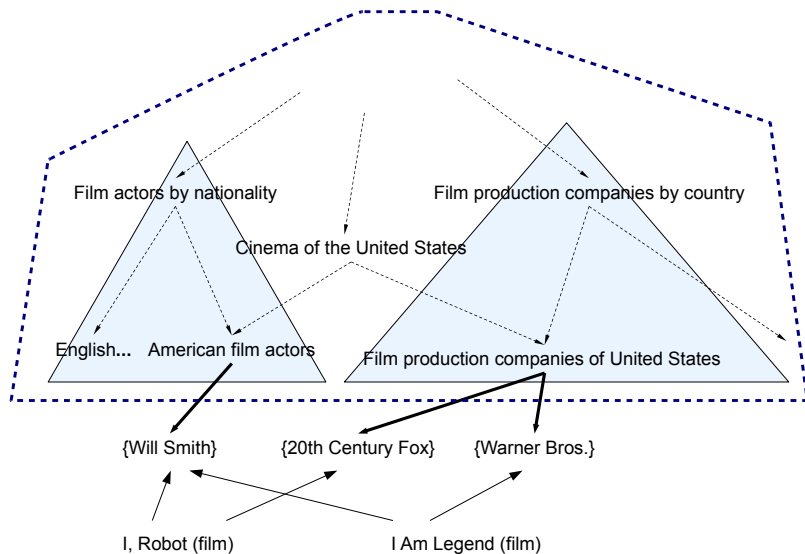 Film actors by nationality
Film production companies by country
Cinema of the United States
English...
American film actors
Film production companies of United States
{Will Smith}
{20th Century Fox}
{Warner Bros.}
I, Robot (film)
I Am Legend (film)